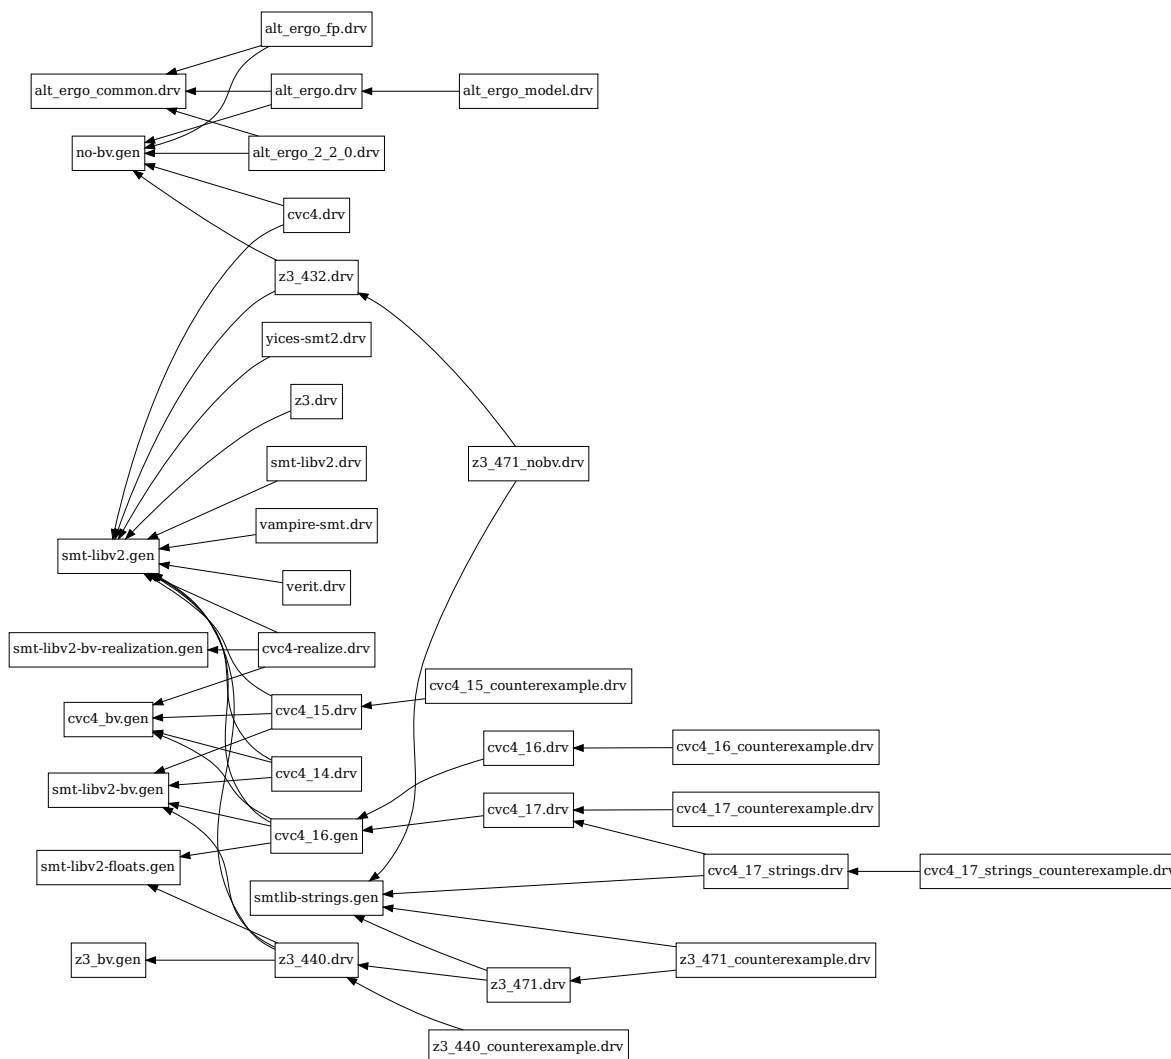 alt_ergo_fp.drv
alt_ergo_common.drv
alt_ergo.drv
alt_ergo_model.drv
no-bv.gen
alt_ergo_2_2_0.drv
cvc4.drv
z3_432.drv
yices-smt2.drv
z3.drv
smt-libv2.drv
z3_471_nobv.drv
vampire-smt.drv
smt-libv2.gen
verit.drv
smt-libv2-bv-realization.gen
cvc4-realize.drv
cvc4_15_counterexample.drv
cvc4_bv.gen
cvc4_15.drv
cvc4_16.drv
cvc4_16_counterexample.drv
smt-libv2-bv.gen
cvc4_14.drv
cvc4_17.drv
cvc4_17_counterexample.drv
cvc4_16.gen
smt-libv2-floats.gen
cvc4_17_strings.drv
cvc4_17_strings_counterexample.drv
smtlib-strings.gen
z3_bv.gen
z3_440.drv
z3_471_counterexample.drv
z3_471.drv
z3_440_counterexample.drv